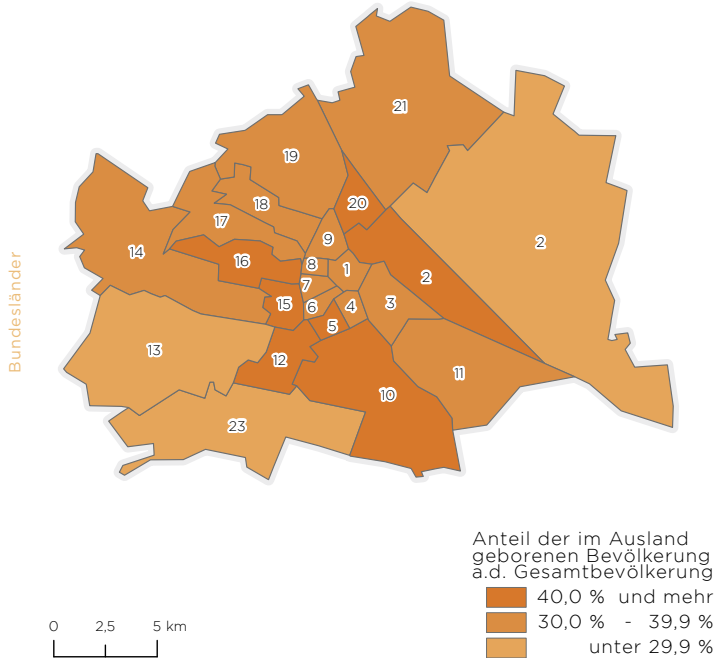 21
19
20
18
17
9
2
14
16
8
1
2
7
15
6
4
3
5
13
12
11
10
23
Bundesländer
Anteil der im Ausland
geborenen Bevölkerung
a.d. Gesamtbevölkerung
40,0 % und mehr
30,0 % - 39,9 %
unter 29,9 %
0 2,5 5 km